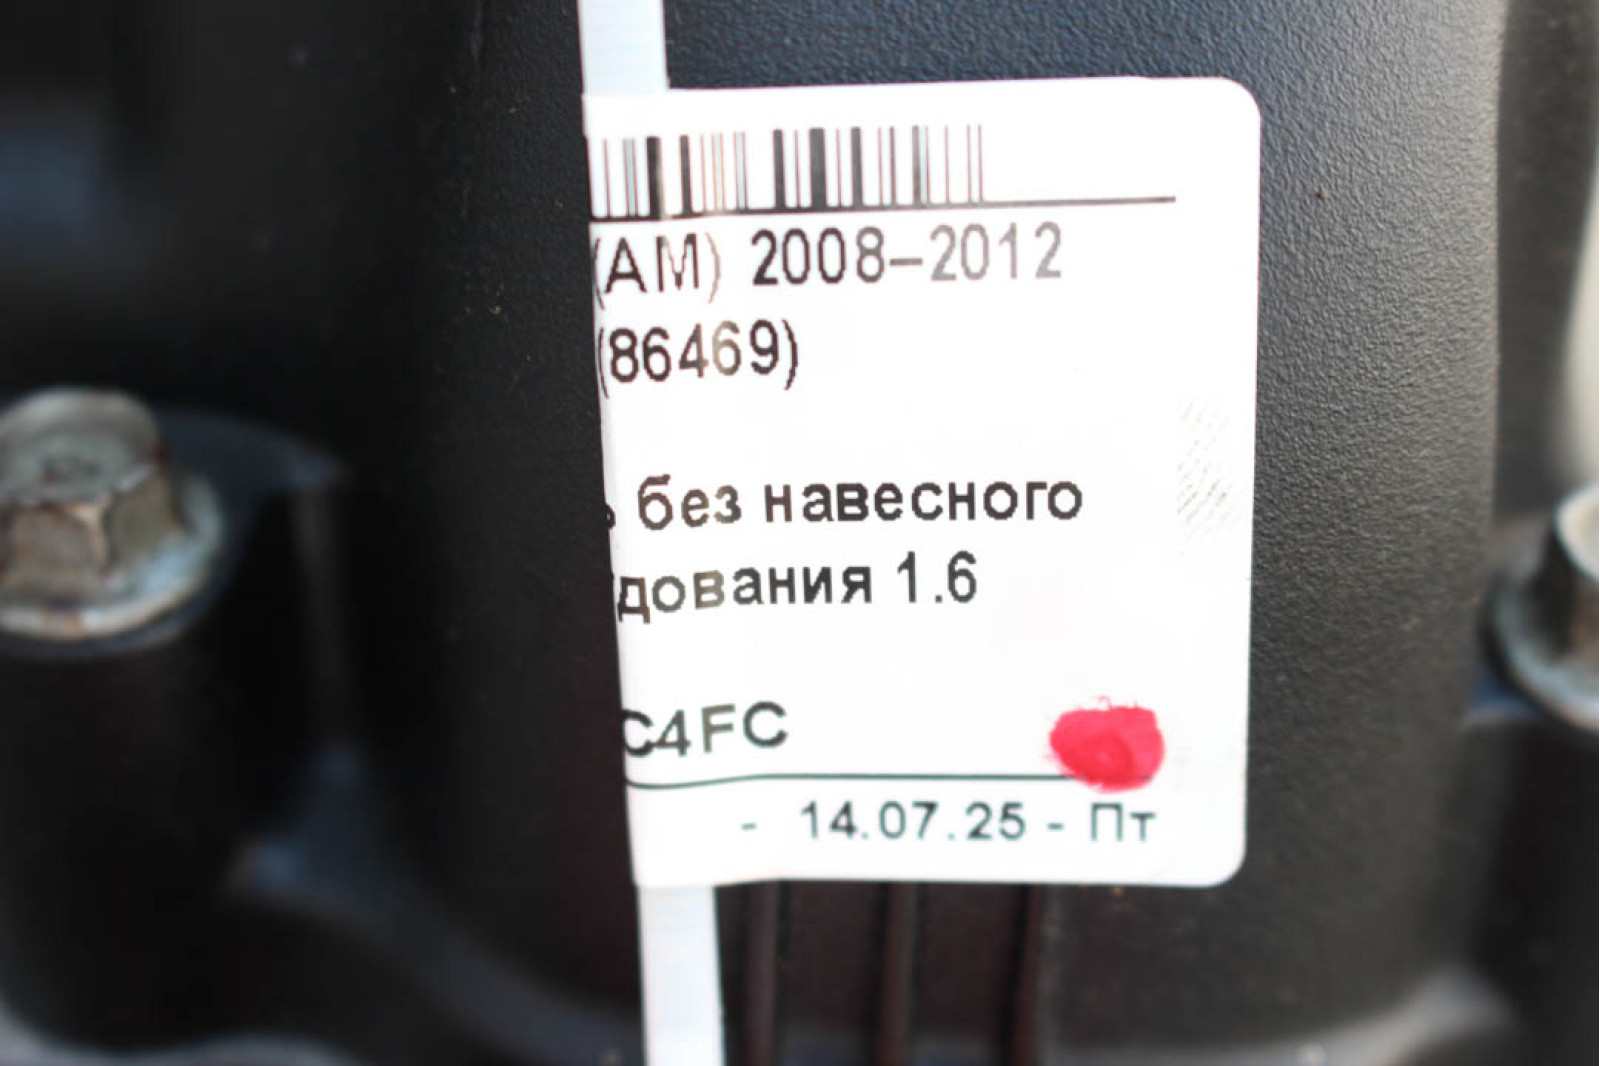 (AM) 2008–2012
(86469)
без навесного
дования 1.6
C4FC
- 14.07.25 - Пт